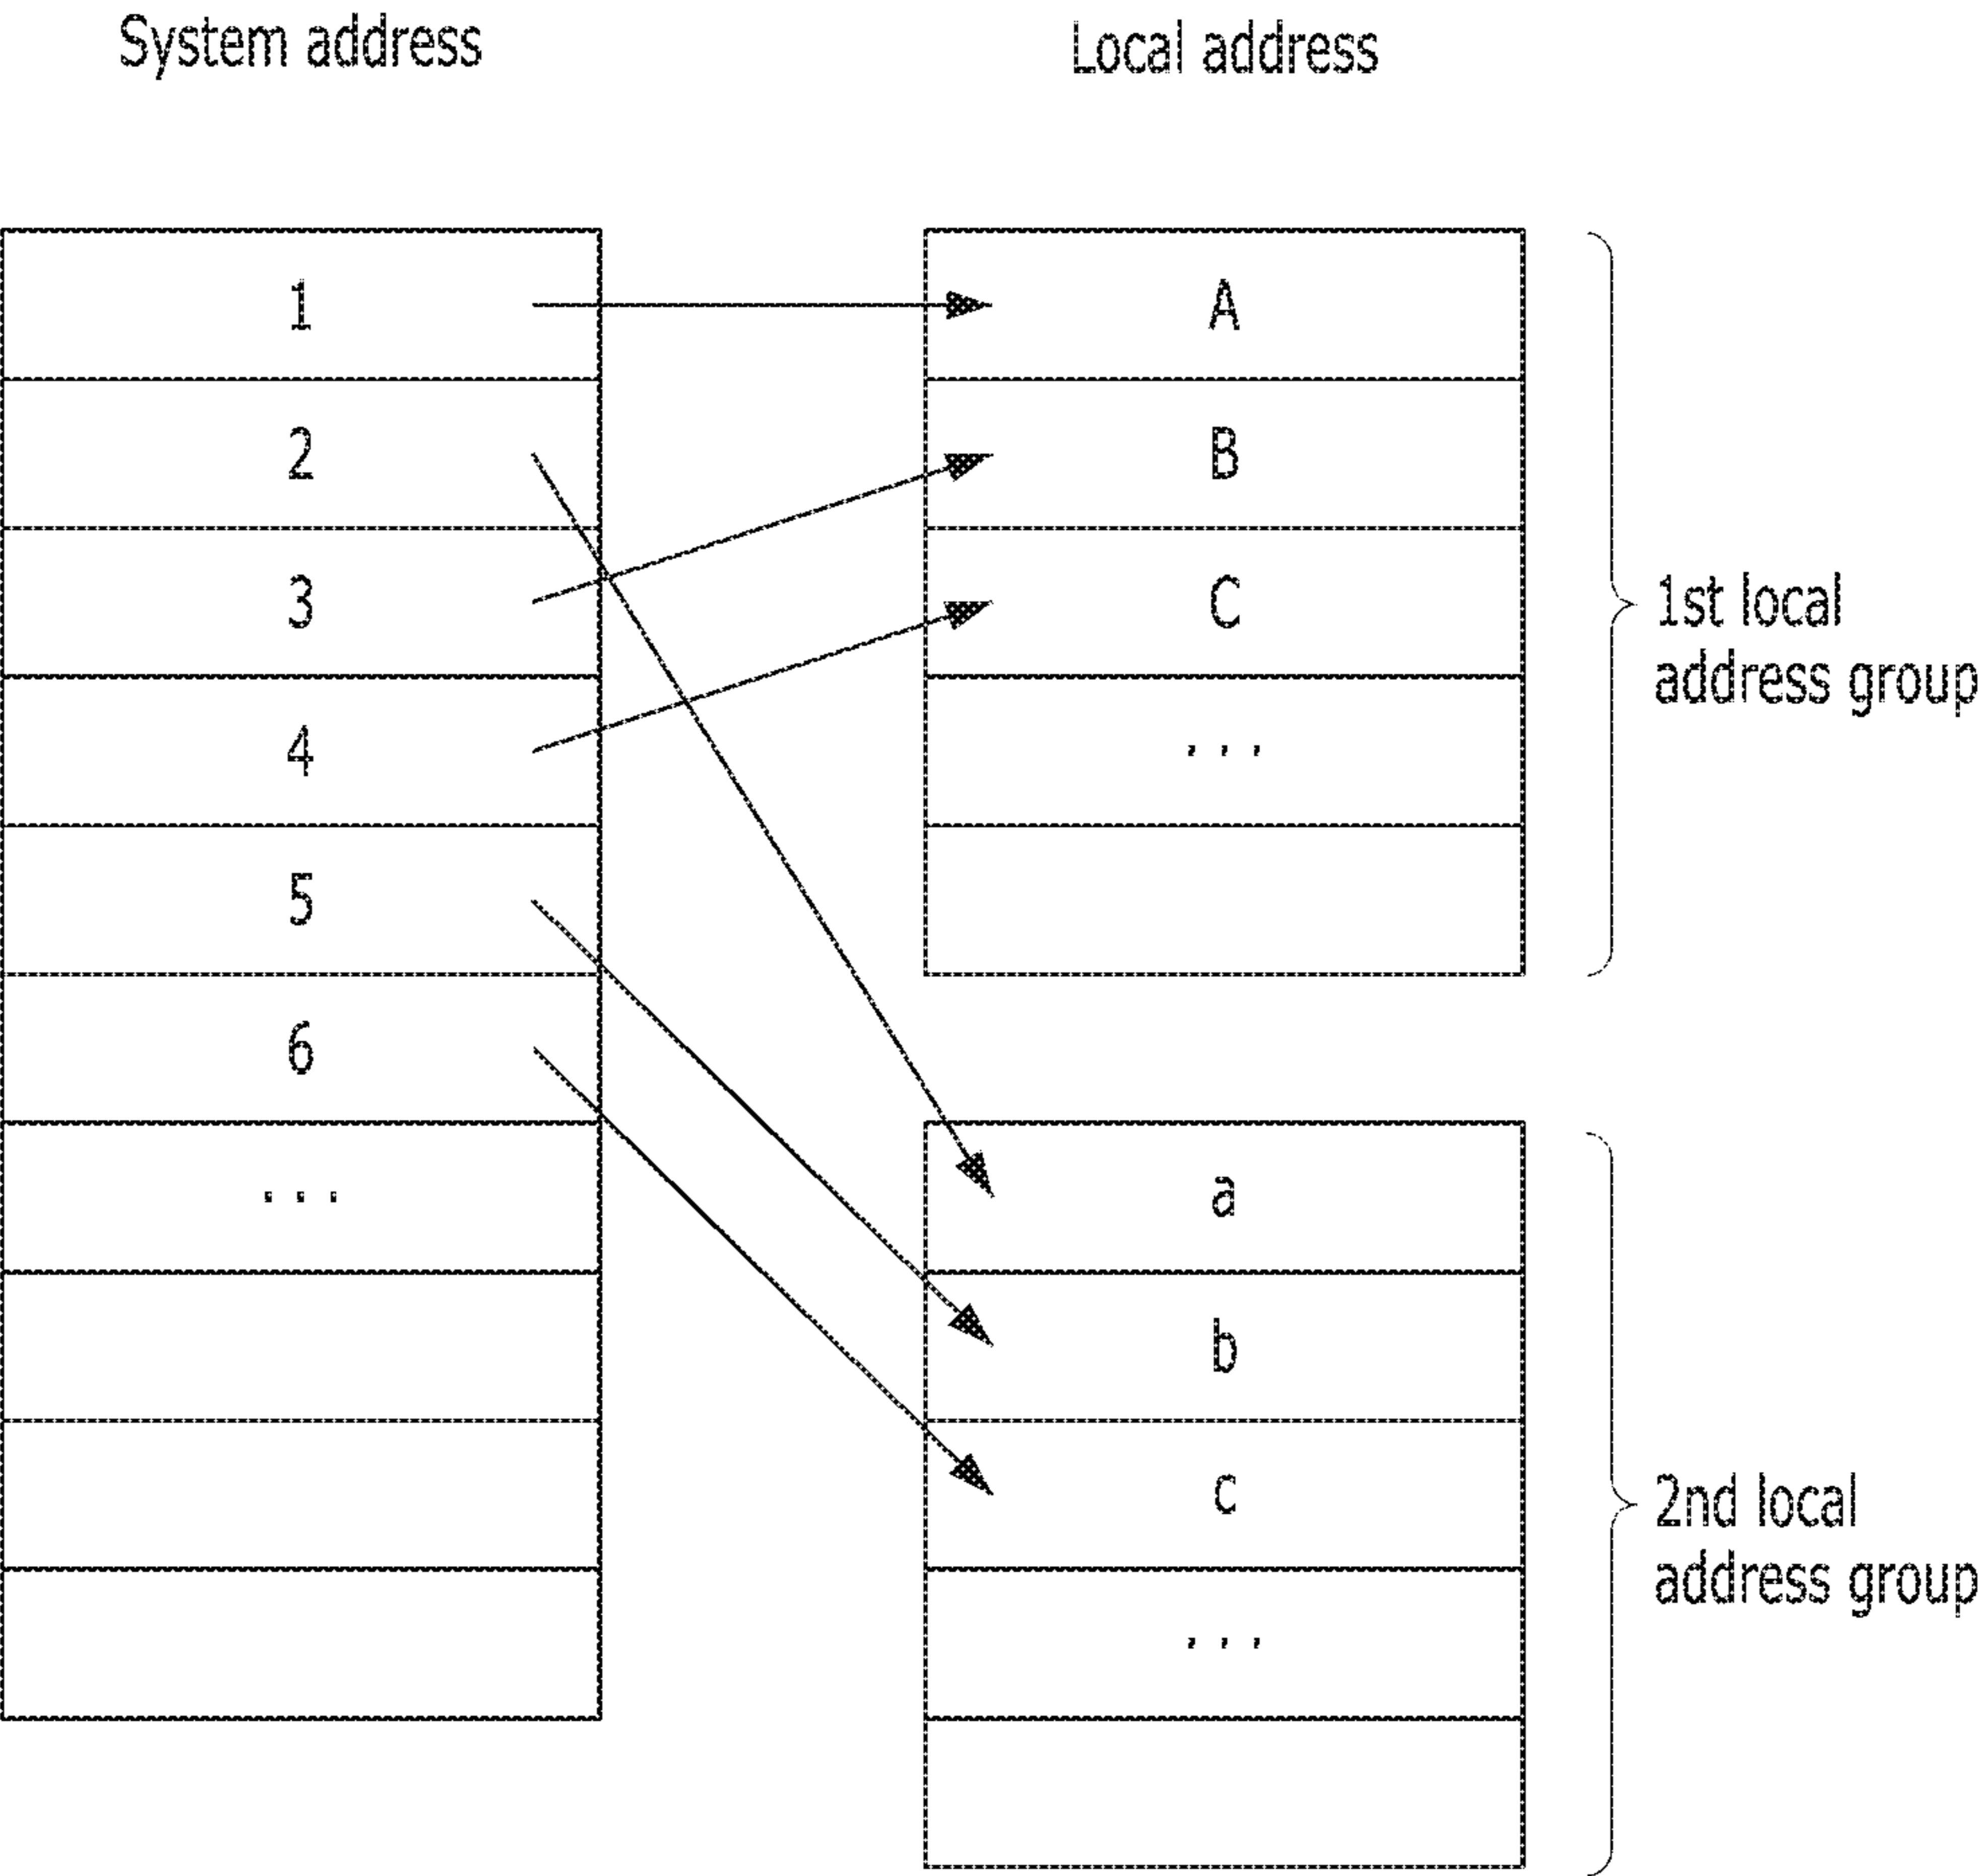 System address
Local address
1
2
3
4
5
6
...
A
B
C
...
1st local
address group
a
b
c
...
2nd local
address group